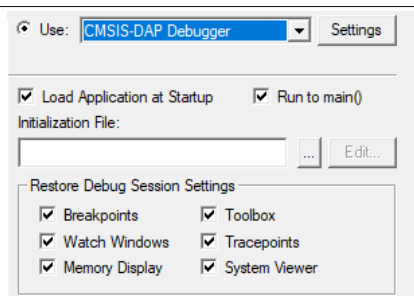 Use: CMSIS-DAP Debugger Settings
Load Application at Startup Run to main()
Initialization File:
... Edit...
Restore Debug Session Settings
Breakpoints Toolbox
Watch Windows Tracepoints
Memory Display System Viewer